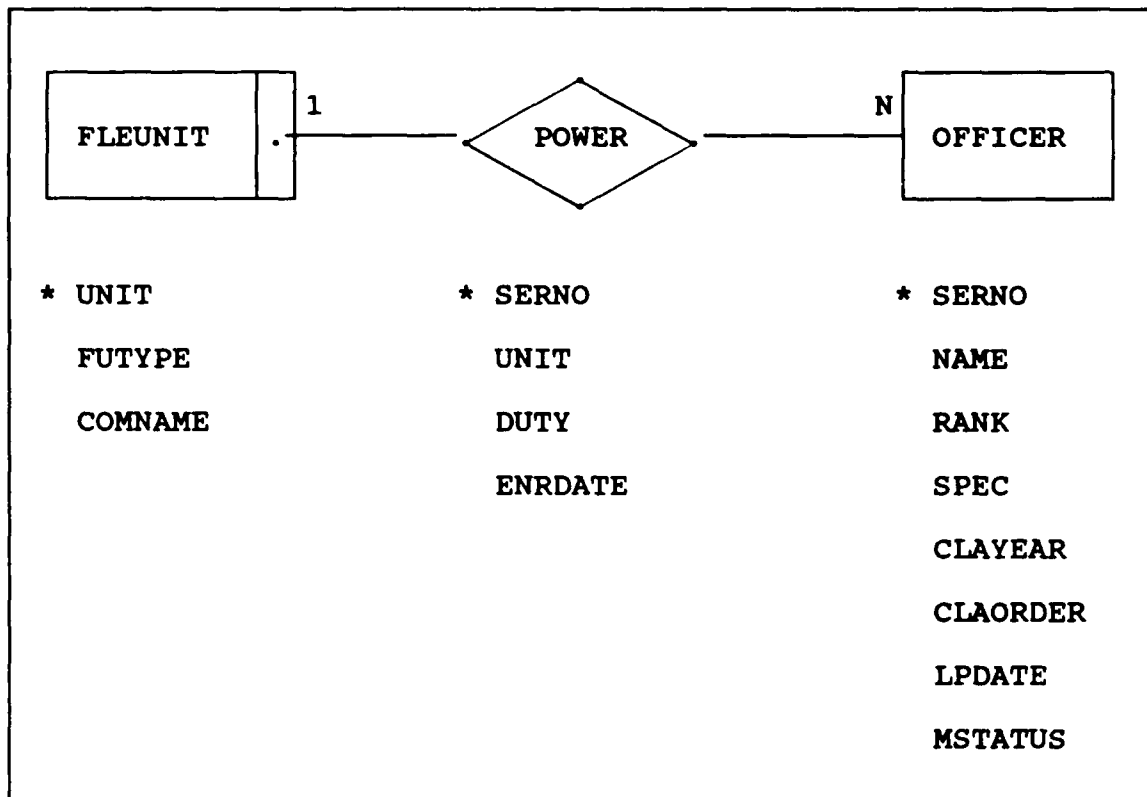 1 N
FLEUNIT . POWER OFFICER
* UNIT * SERNO * SERNO
FUTYPE UNIT NAME
COMNAME DUTY RANK
ENRDATE SPEC
CLAYEAR
CLAORDER
LPDATE
MSTATUS